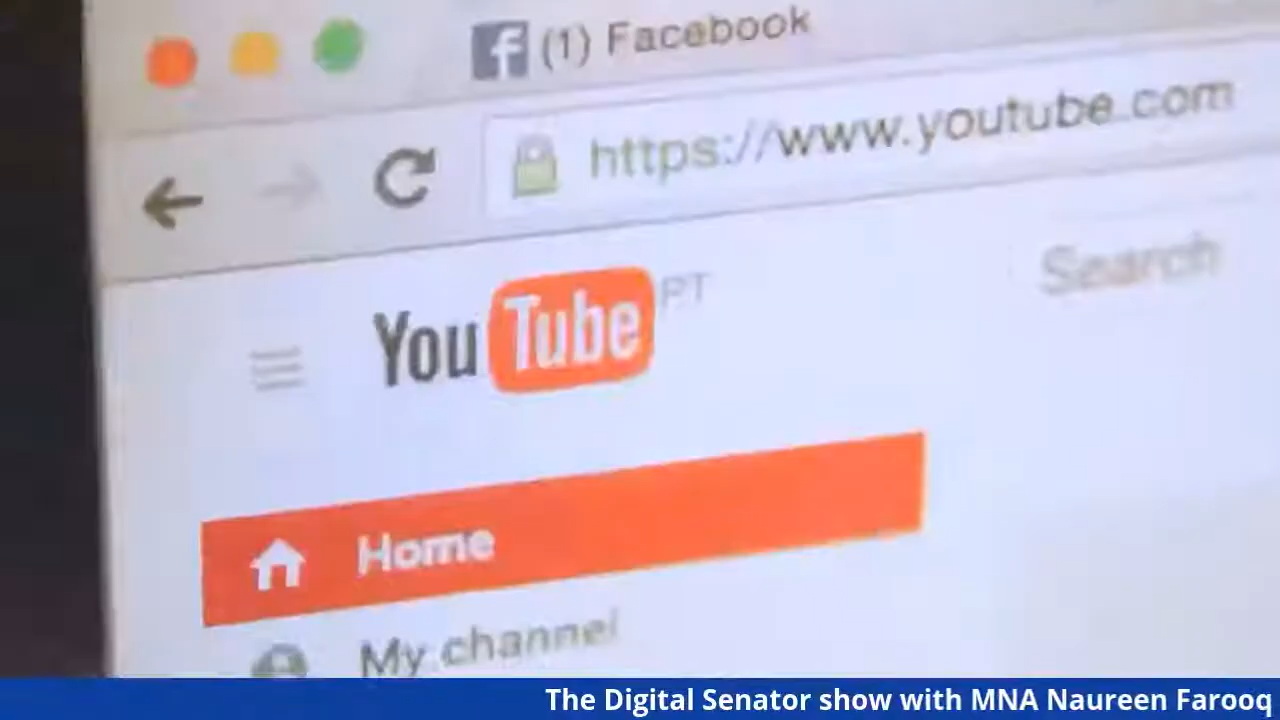 (1) Facebook
https://www.youtube.com
YouTube PT
Search
Home
My channel
The Digital Senator show with MNA Naureen Farooq